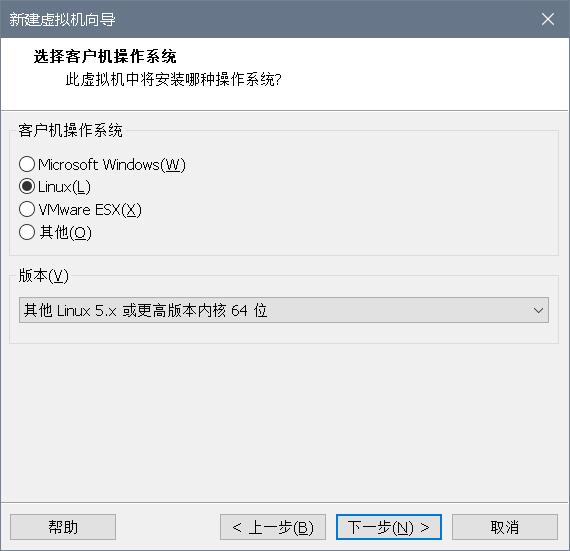 新建虚拟机向导
选择客户机操作系统
此虚拟机中将安装哪种操作系统?
客户机操作系统
Microsoft Windows(W)
Linux(L)
VMware ESX(X)
其他(O)
版本(V)
其他 Linux 5.x 或更高版本内核 64 位
帮助
< 上一步(B)
下一步(N) >
取消